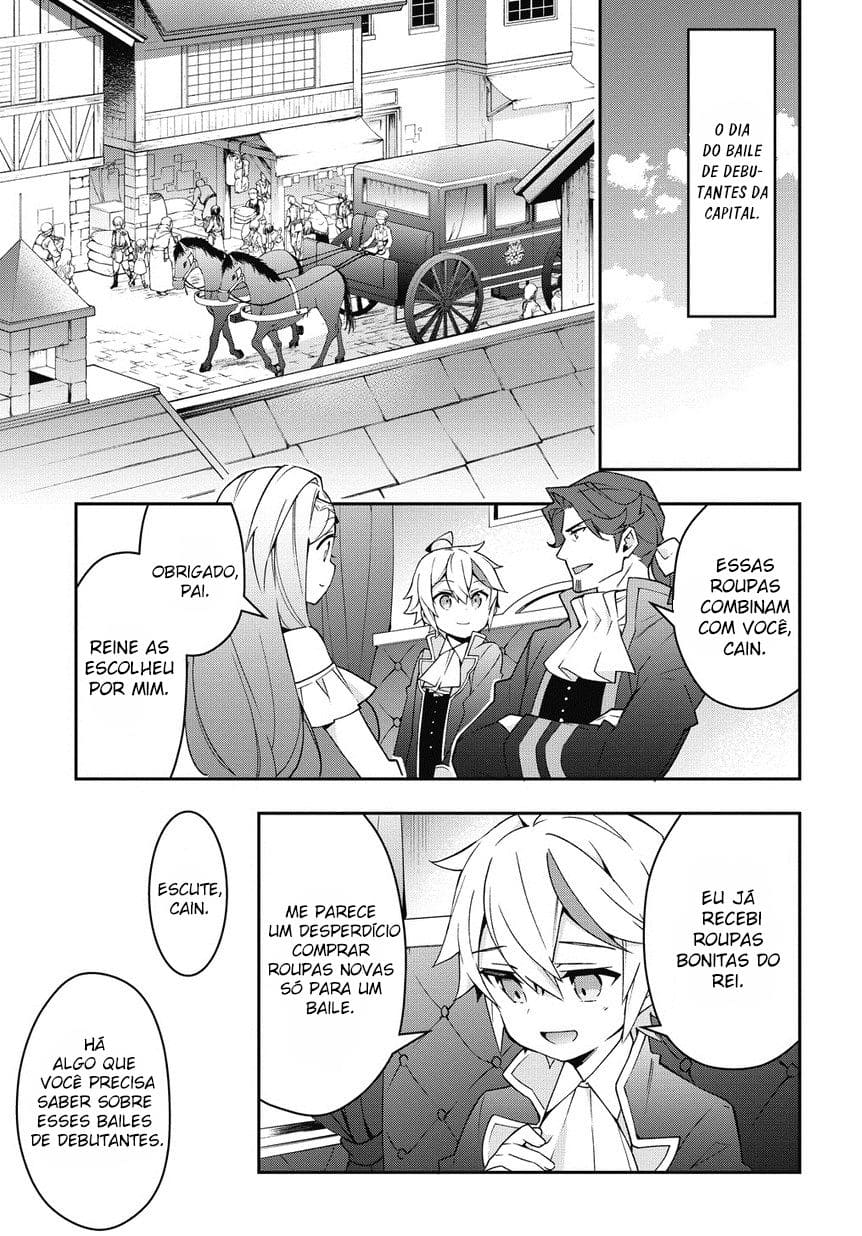 O DIA
DO BAILE
DE DEBU-
TANTES DA
CAPITAL.
ESSAS
ROUPAS
COMBINAM
COM VOCÊ,
CAIN.
OBRIGADO,
PAI.
REINE AS
ESCOLHEU
POR MIM.
EU JÁ
RECEBI
ROUPAS
BONITAS DO
REI.
ME PARECE
UM DESPERDÍCIO
COMPRAR
ROUPAS NOVAS
SÓ PARA UM
BAILE.
ESCUTE,
CAIN.
HÁ
ALGO QUE
VOCÊ PRECISA
SABER SOBRE
ESSES BAILES
DE DEBUTANTES.